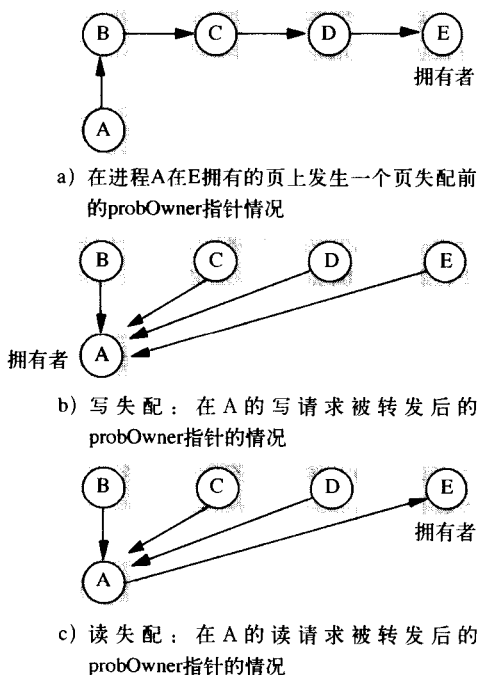 B C D E
拥有者
A
a) 在进程A在E拥有的页上发生一个页失配前
的probOwner指针情况
B C D E
拥有者 A
b) 写失配：在A的写请求被转发后的
probOwner指针的情况
B C D E
拥有者
A
c) 读失配：在A的读请求被转发后的
probOwner指针的情况